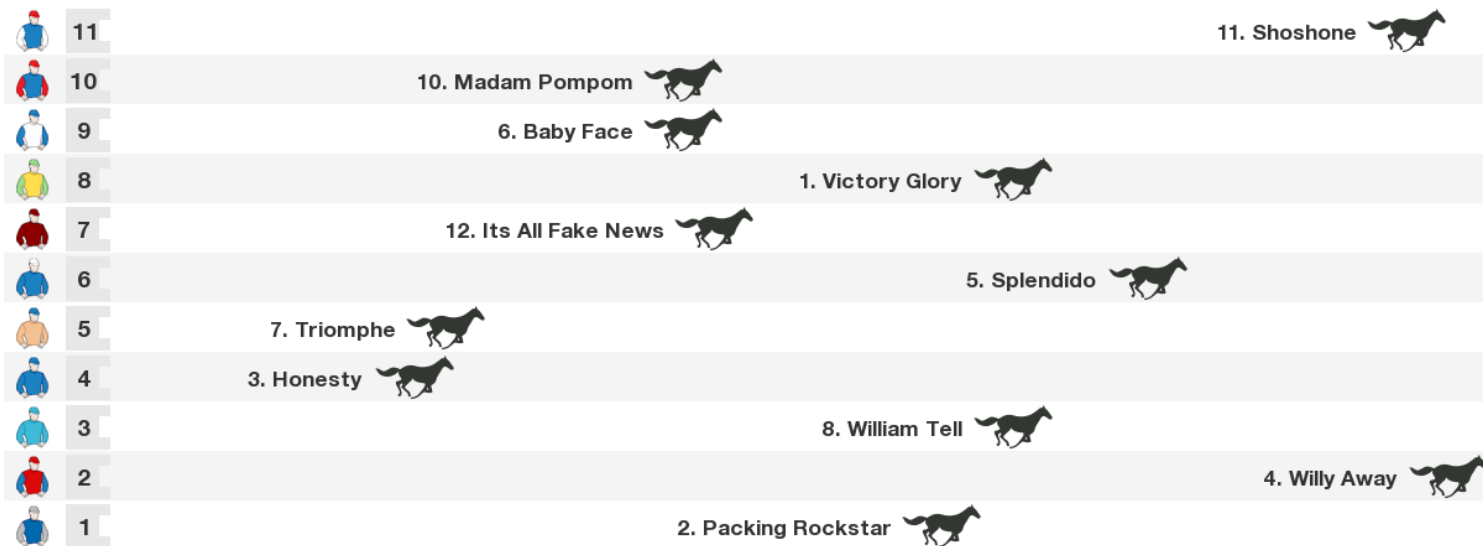 11 11. Shoshone
10 10. Madam Pompom
9 6. Baby Face
8 1. Victory Glory
7 12. Its All Fake News
6 5. Splendido
5 7. Triomphe
4 3. Honesty
3 8. William Tell
2 4. Willy Away
1 2. Packing Rockstar